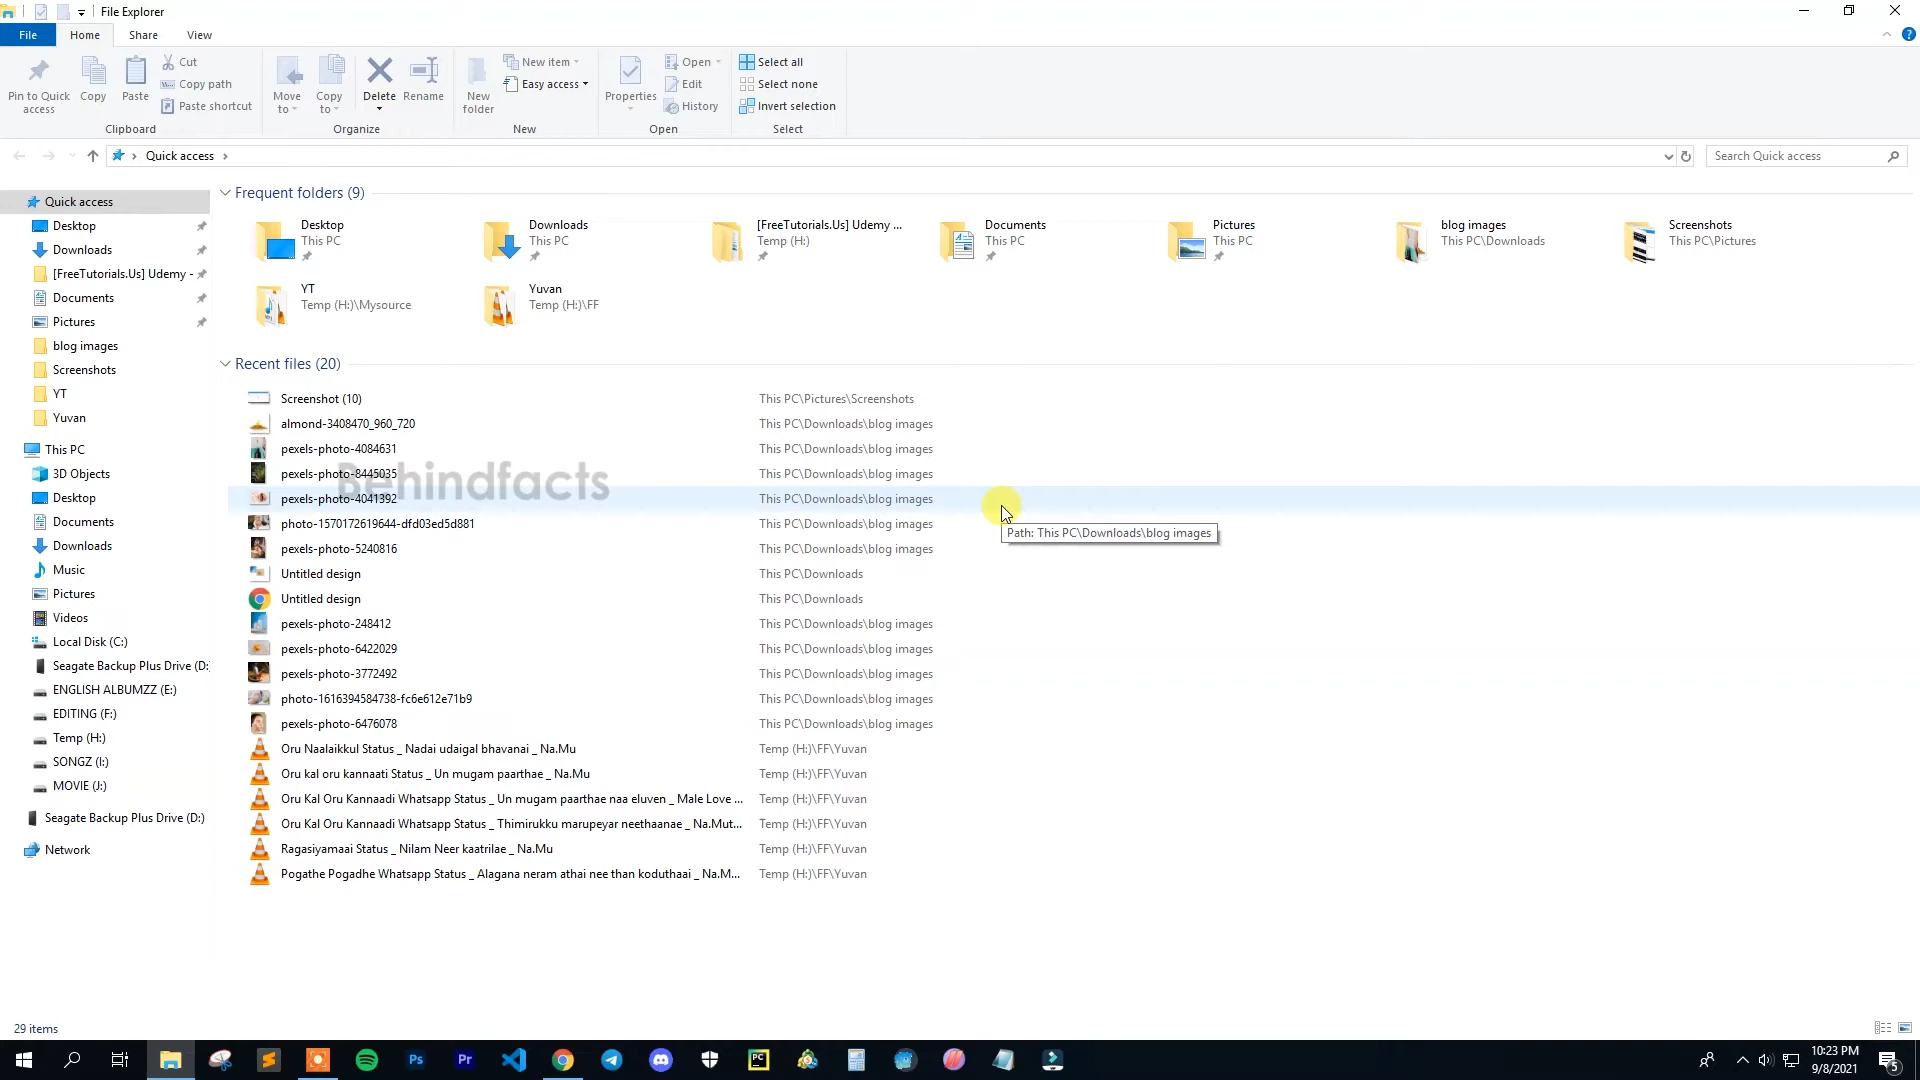 File Explorer
File Home Share View
Pin to Quick access
Copy
Paste
Cut
Copy path
Paste shortcut
Clipboard
Move to
Copy to
Delete
Rename
Organize
New folder
New item
Easy access
New
Properties
Open
Edit
History
Open
Select all
Select none
Invert selection
Select
Quick access
Search Quick access
Quick access
Desktop
Downloads
[FreeTutorials.Us] Udemy -
Documents
Pictures
blog images
Screenshots
YT
Yuvan
This PC
3D Objects
Desktop
Documents
Downloads
Music
Pictures
Videos
Local Disk (C:)
Seagate Backup Plus Drive (D:)
ENGLISH ALBUMZZ (E:)
EDITING (F:)
Temp (H:)
SONGZ (I:)
MOVIE (J:)
Seagate Backup Plus Drive (D:)
Network
Frequent folders (9)
Desktop
This PC
Downloads
This PC
[FreeTutorials.Us] Udemy ...
Temp (H:)
Documents
This PC
Pictures
This PC
blog images
This PC\Downloads
Screenshots
This PC\Pictures
YT
Temp (H:)\Mysource
Yuvan
Temp (H:)\FF
Recent files (20)
Screenshot (10) This PC\Pictures\Screenshots
almond-3408470_960_720 This PC\Downloads\blog images
pexels-photo-4084631 This PC\Downloads\blog images
pexels-photo-8445035 This PC\Downloads\blog images
Behindfacts
pexels-photo-4041392 This PC\Downloads\blog images
photo-1570172619644-dfd03ed5d881 This PC\Downloads\blog images
Path: This PC\Downloads\blog images
pexels-photo-5240816 This PC\Downloads\blog images
Untitled design This PC\Downloads
Untitled design This PC\Downloads
pexels-photo-248412 This PC\Downloads\blog images
pexels-photo-6422029 This PC\Downloads\blog images
pexels-photo-3772492 This PC\Downloads\blog images
photo-1616394584738-fc6e612e71b9 This PC\Downloads\blog images
pexels-photo-6476078 This PC\Downloads\blog images
Oru Naalaikkul Status _ Nadai udaigal bhavanai _ Na.Mu Temp (H:)\FF\Yuvan
Oru kal oru kannaati Status _ Un mugam paarthae _ Na.Mu Temp (H:)\FF\Yuvan
Oru Kal Oru Kannaadi Whatsapp Status _ Un mugam paarthae naa eluven _ Male Love ... Temp (H:)\FF\Yuvan
Oru Kal Oru Kannaadi Whatsapp Status _ Thimirukku marupeyar neethaanae _ Na.Mut... Temp (H:)\FF\Yuvan
Ragasiyamaai Status _ Nilam Neer kaatrilae _ Na.Mu Temp (H:)\FF\Yuvan
Pogathe Pogadhe Whatsapp Status _ Alagana neram athai nee than koduthaai _ Na.M... Temp (H:)\FF\Yuvan
29 items
Ps
Pr
PC
10:23 PM
9/8/2021
5